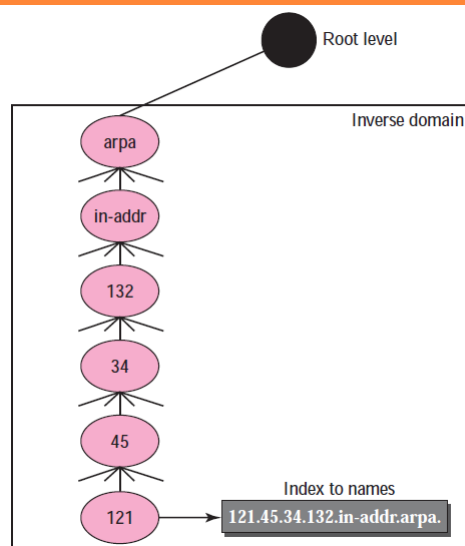 Root level
Inverse domain
arpa
in-addr
132
34
45
Index to names
121
121.45.34.132.in-addr.arpa.